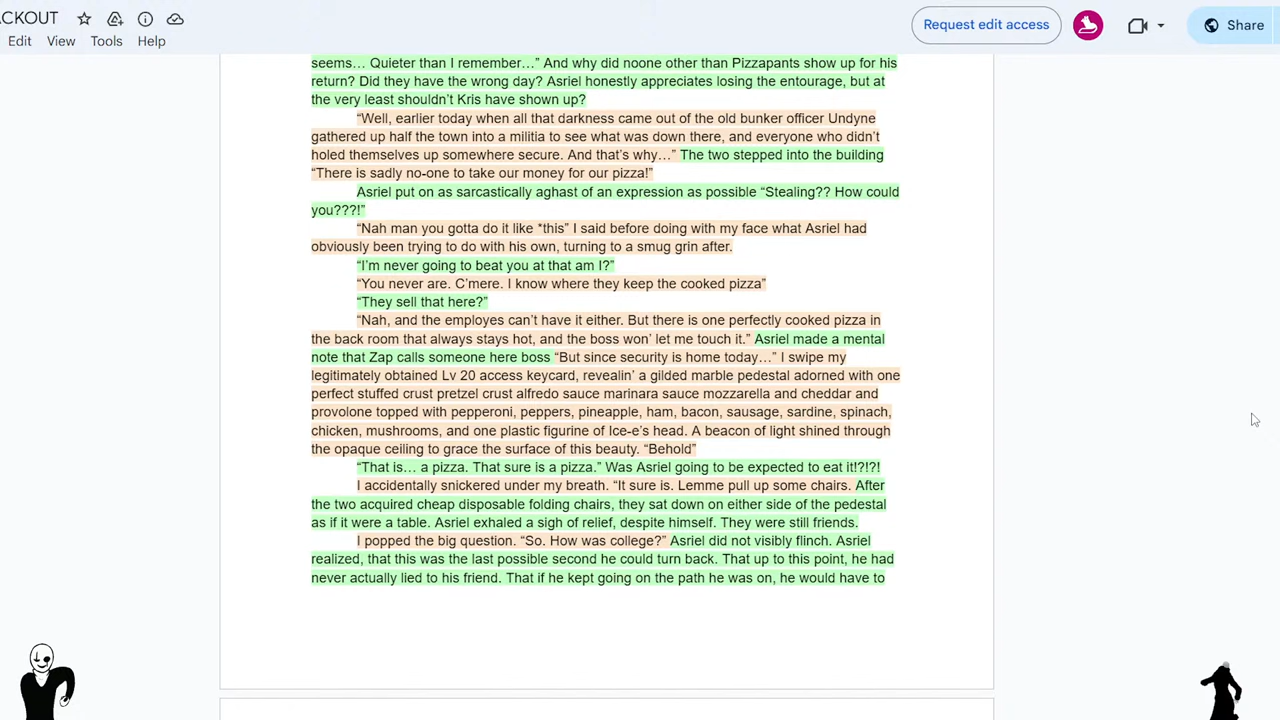 ACKOUT
Request edit access
Share
Edit View Tools Help
seems… Quieter than I remember…” And why did noone other than Pizzapants show up for his
return? Did they have the wrong day? Asriel honestly appreciates losing the entourage, but at
the very least shouldn’t Kris have shown up?
“Well, earlier today when all that darkness came out of the old bunker officer Undyne
gathered up half the town into a militia to see what was down there, and everyone who didn’t
holed themselves up somewhere secure. And that’s why…” The two stepped into the building
“There is sadly no-one to take our money for our pizza!”
Asriel put on as sarcastically aghast of an expression as possible “Stealing?? How could
you???!”
“Nah man you gotta do it like *this” I said before doing with my face what Asriel had
obviously been trying to do with his own, turning to a smug grin after.
“I’m never going to beat you at that am I?”
“You never are. C’mere. I know where they keep the cooked pizza”
“They sell that here?”
“Nah, and the employes can’t have it either. But there is one perfectly cooked pizza in
the back room that always stays hot, and the boss won’ let me touch it.” Asriel made a mental
note that Zap calls someone here boss “But since security is home today…” I swipe my
legitimately obtained Lv 20 access keycard, revealin’ a gilded marble pedestal adorned with one
perfect stuffed crust pretzel crust alfredo sauce marinara sauce mozzarella and cheddar and
provolone topped with pepperoni, peppers, pineapple, ham, bacon, sausage, sardine, spinach,
chicken, mushrooms, and one plastic figurine of Ice-e’s head. A beacon of light shined through
the opaque ceiling to grace the surface of this beauty. “Behold”
“That is… a pizza. That sure is a pizza.” Was Asriel going to be expected to eat it!?!?!
I accidentally snickered under my breath. “It sure is. Lemme pull up some chairs. After
the two acquired cheap disposable folding chairs, they sat down on either side of the pedestal
as if it were a table. Asriel exhaled a sigh of relief, despite himself. They were still friends.
I popped the big question. “So. How was college?” Asriel did not visibly flinch. Asriel
realized, that this was the last possible second he could turn back. That up to this point, he had
never actually lied to his friend. That if he kept going on the path he was on, he would have to